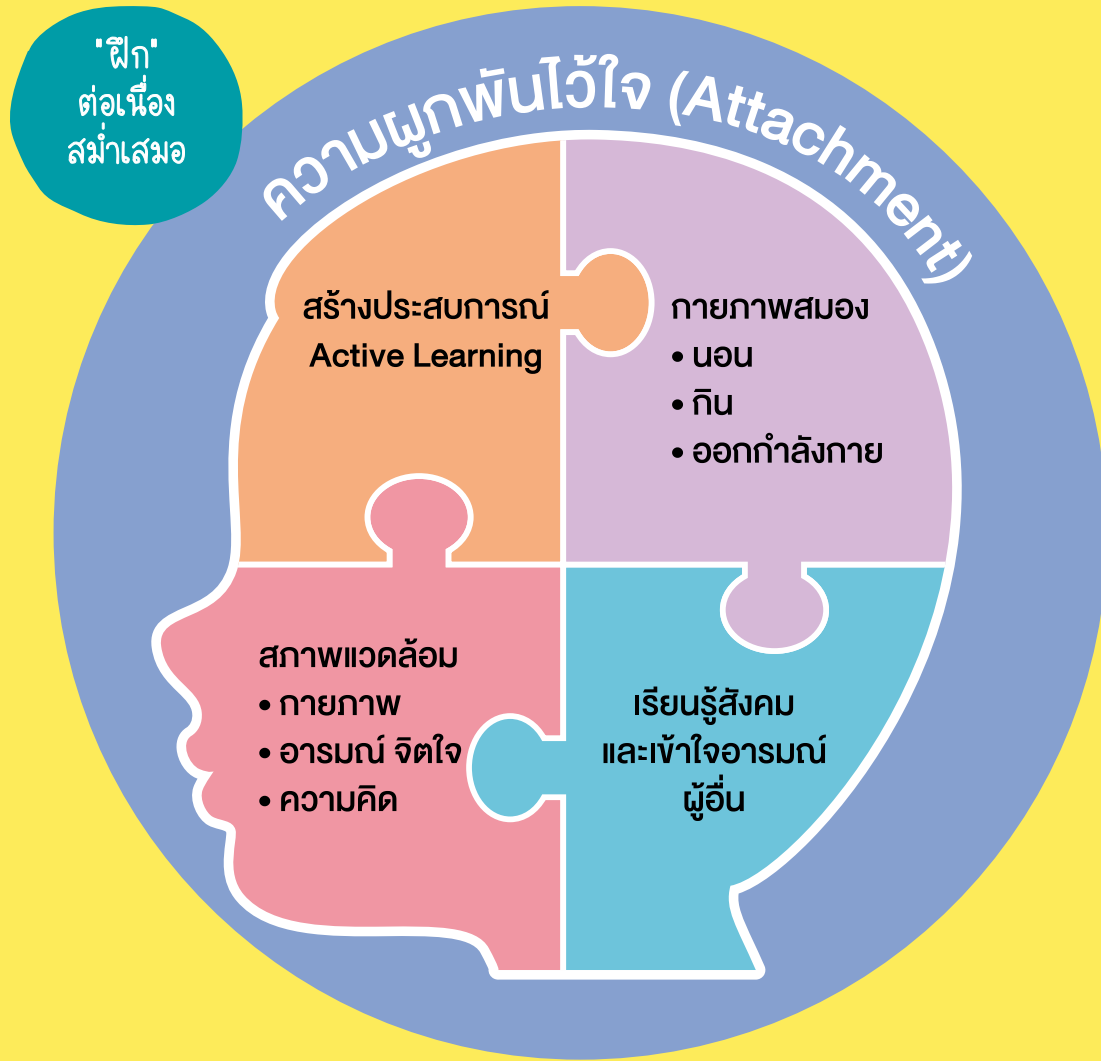 "ฝึก"
ต่อเนื่อง
สม่ำเสมอ
ความผูกพันไว้ใจ (Attachment)
สร้างประสบการณ์
Active Learning
กายภาพสมอง
• นอน
• กิน
• ออกกำลังกาย
สภาพแวดล้อม
• กายภาพ
• อารมณ์ จิตใจ
• ความคิด
เรียนรู้สังคม
และเข้าใจอารมณ์
ผู้อื่น